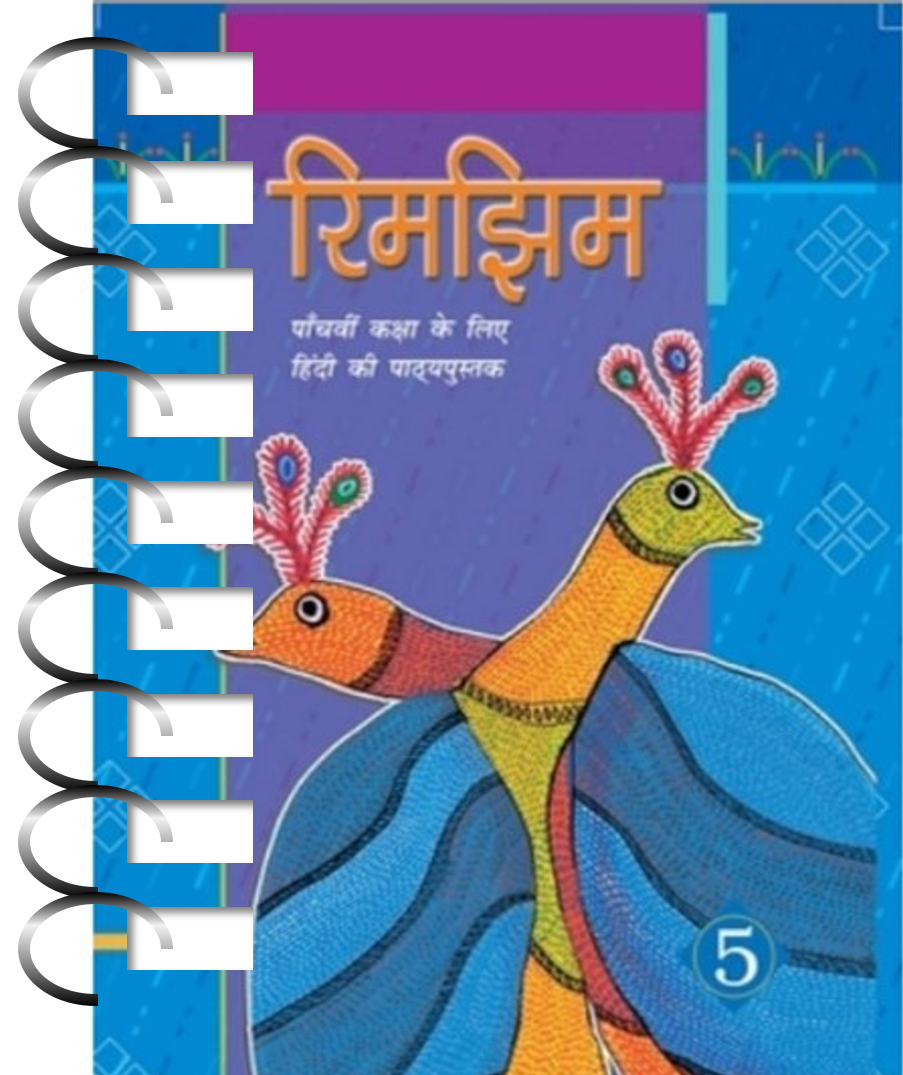 रिमझिम
पाँचवीं कक्षा के लिए
हिंदी की पाठ्यपुस्तक
5